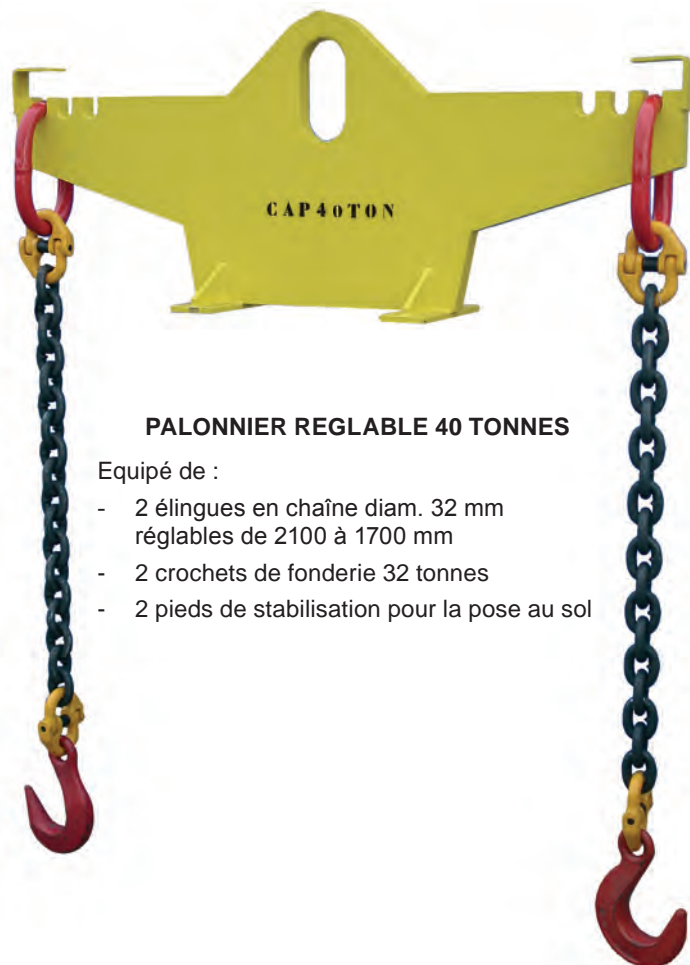 CAP40TON
PALONNIER REGLABLE 40 TONNES
Equipé de :
- 2 élingues en chaîne diam. 32 mm
réglables de 2100 à 1700 mm
- 2 crochets de fonderie 32 tonnes
- 2 pieds de stabilisation pour la pose au sol